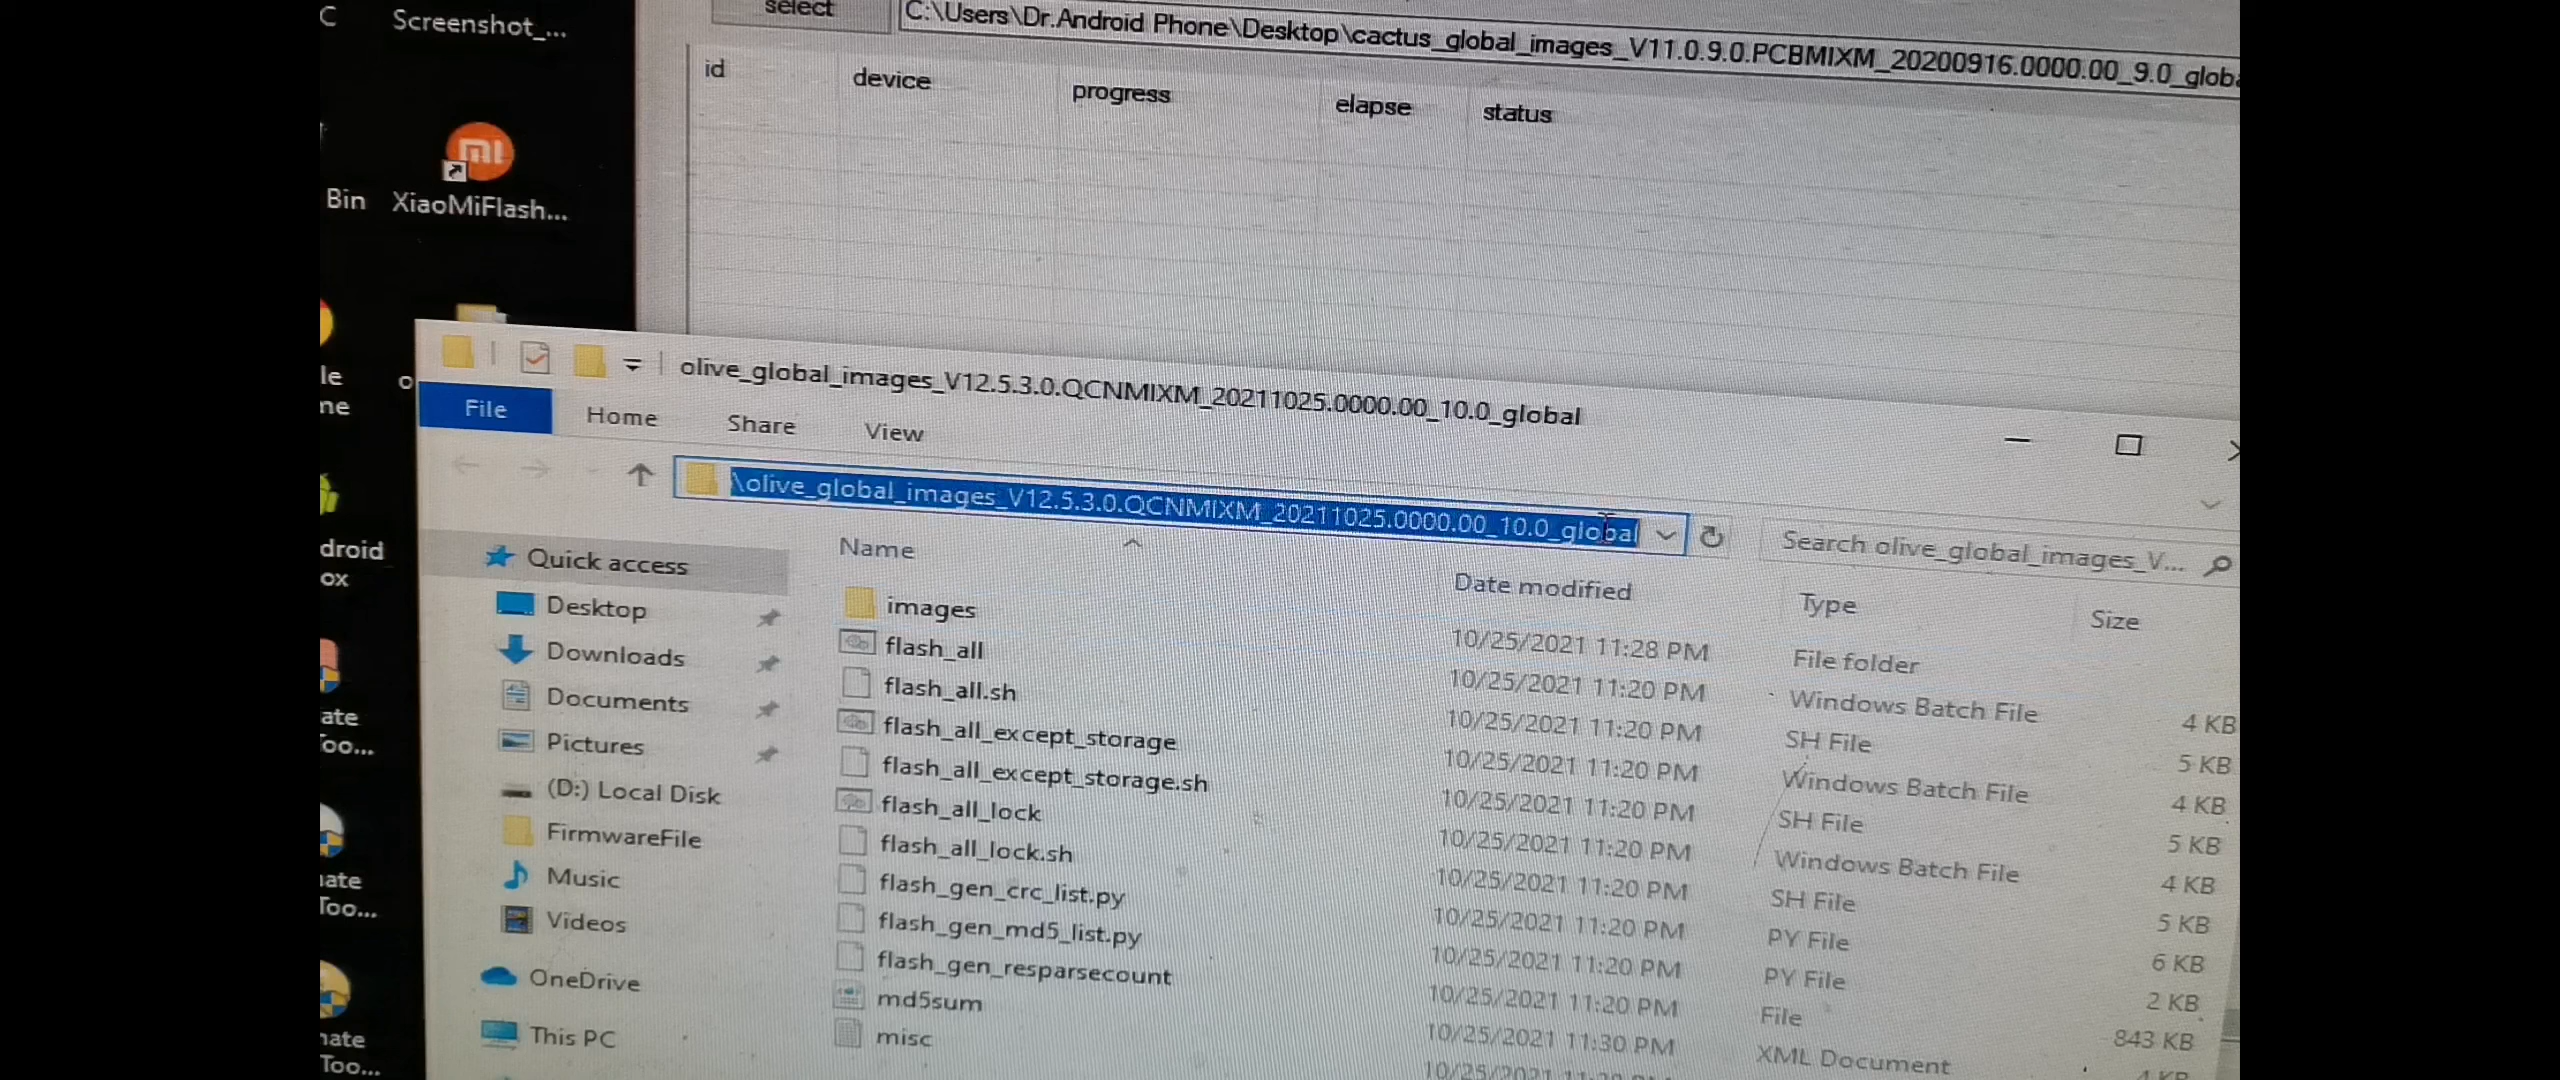 C
Screenshot_...
select
C:\Users\Dr.Android Phone\Desktop\cactus_global_images_V11.0.9.0.PCBMIXM_20200916.0000.00_9.0_globa
id
device
progress
elapse
status
Bin
XiaoMiFlash...
olive_global_images_V12.5.3.0.QCNMIXM_20211025.0000.00_10.0_global
le
ne
o
File
Home
Share
View
\olive_global_images_V12.5.3.0.QCNMIXM_20211025.0000.00_10.0_global
Search olive_global_images_V...
droid
ox
Quick access
Desktop
Downloads
Documents
Pictures
(D:) Local Disk
FirmwareFile
Music
Videos
OneDrive
This PC
ate
Too...
ate
Too...
nate
Too...
Name
Date modified
Type
Size
images
10/25/2021 11:28 PM
File folder
flash_all
10/25/2021 11:20 PM
Windows Batch File
4 KB
flash_all.sh
10/25/2021 11:20 PM
SH File
5 KB
flash_all_except_storage
10/25/2021 11:20 PM
Windows Batch File
4 KB
flash_all_except_storage.sh
10/25/2021 11:20 PM
SH File
5 KB
flash_all_lock
10/25/2021 11:20 PM
Windows Batch File
4 KB
flash_all_lock.sh
10/25/2021 11:20 PM
SH File
5 KB
flash_gen_crc_list.py
10/25/2021 11:20 PM
PY File
6 KB
flash_gen_md5_list.py
10/25/2021 11:20 PM
PY File
2 KB
flash_gen_resparsecount
10/25/2021 11:20 PM
File
843 KB
md5sum
10/25/2021 11:30 PM
XML Document
4 KB
misc